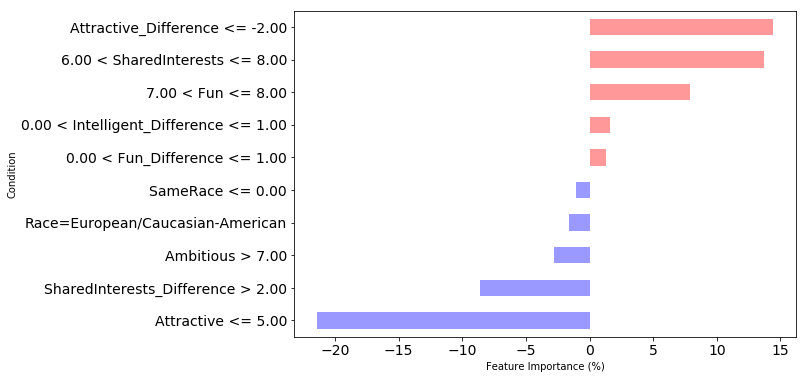 Attractive_Difference <= -2.00
6.00 < SharedInterests <= 8.00
7.00 < Fun <= 8.00
0.00 < Intelligent_Difference <= 1.00
0.00 < Fun_Difference <= 1.00
SameRace <= 0.00
Race=European/Caucasian-American
Ambitious > 7.00
SharedInterests_Difference > 2.00
Attractive <= 5.00
Condition
−20 −15 −10 −5 0 5 10 15
Feature Importance (%)